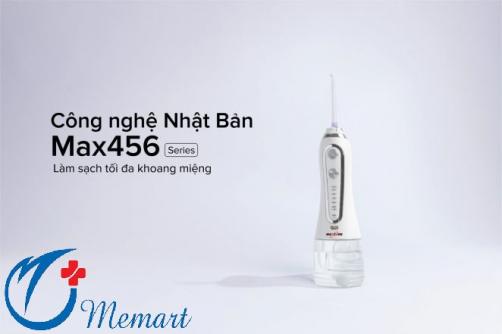 Công nghệ Nhật Bản
Max456 Series
Làm sạch tối đa khoang miệng
Memart